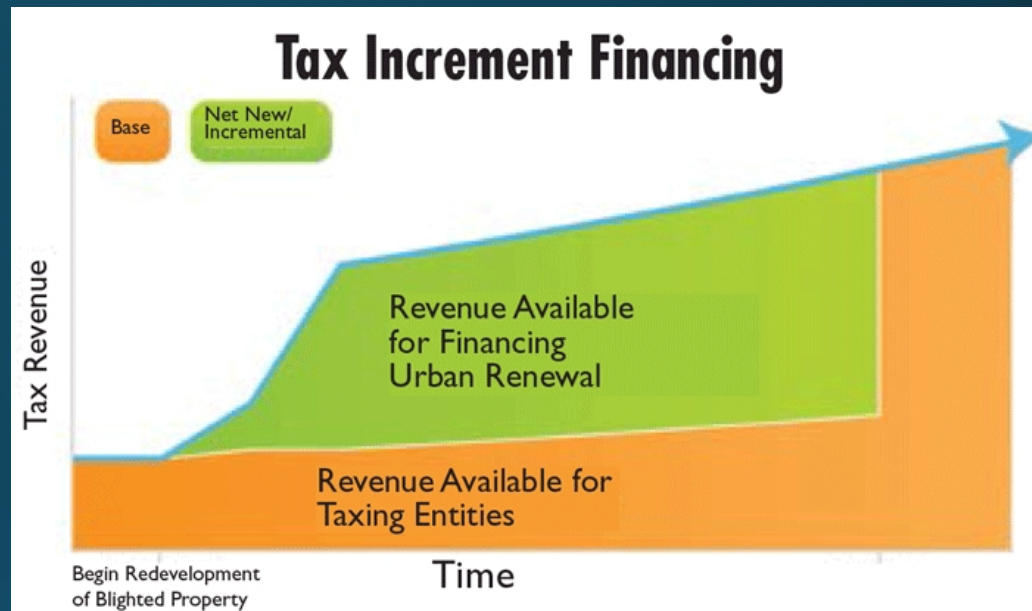 Tax Increment Financing
Base
Net New/
Incremental
Tax Revenue
Revenue Available
for Financing
Urban Renewal
Revenue Available for
Taxing Entities
Begin Redevelopment
of Blighted Property
Time